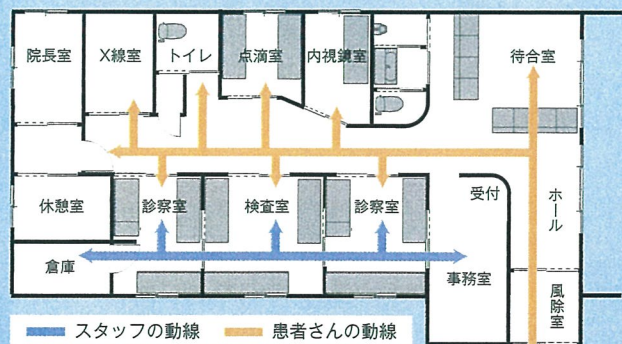 院長室
X線室
トイレ
点滴室
内視鏡室
待合室
休憩室
診察室
検査室
診察室
受付
ホール
倉庫
事務室
風除室
スタッフの動線
患者さんの動線